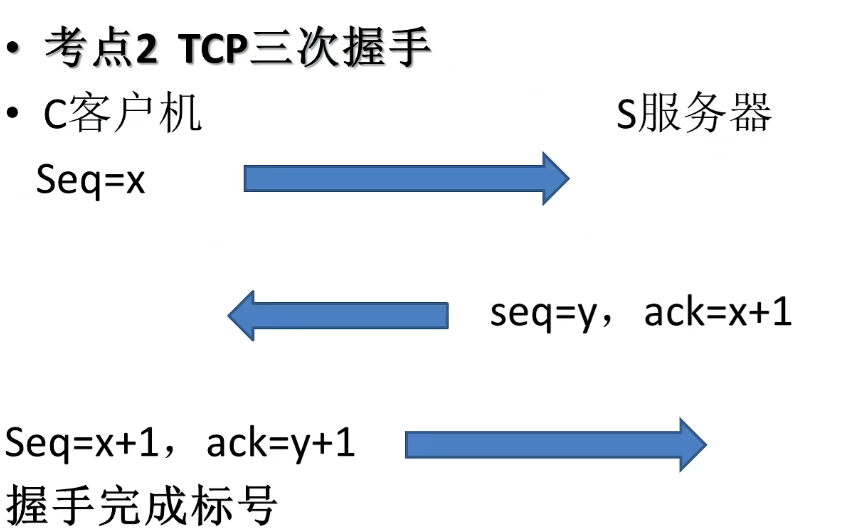 • 考点2 TCP三次握手
• C客户机 S服务器
Seq=x
seq=y，ack=x+1
Seq=x+1，ack=y+1
握手完成标号